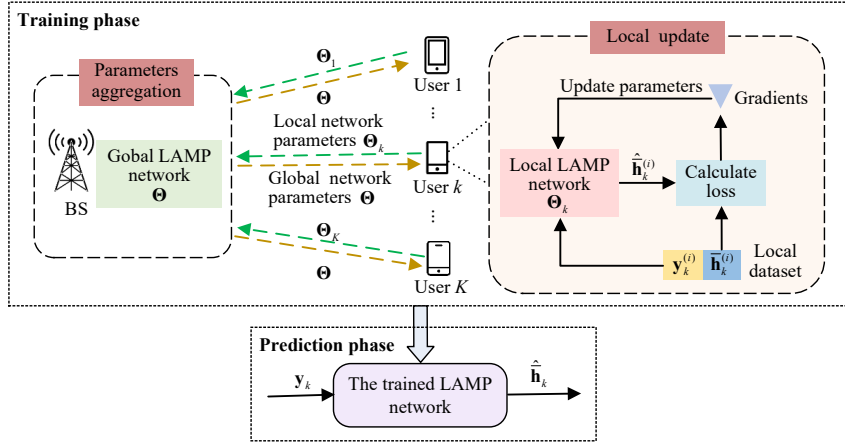 Training phase
Parameters
aggregation
Gobal LAMP
network
Θ
BS
Θ₁
Θ
Local network
parameters Θₖ
Global network
parameters Θ
Θ_K
Θ
User 1
...
User k
...
User K
Local update
Update parameters
Gradients
Local LAMP
network
Θₖ
ĥ̄ₖ⁽ⁱ⁾
Calculate
loss
yₖ⁽ⁱ⁾ h̄ₖ⁽ⁱ⁾
Local
dataset
Prediction phase
yₖ
The trained LAMP
network
ĥ̄ₖ